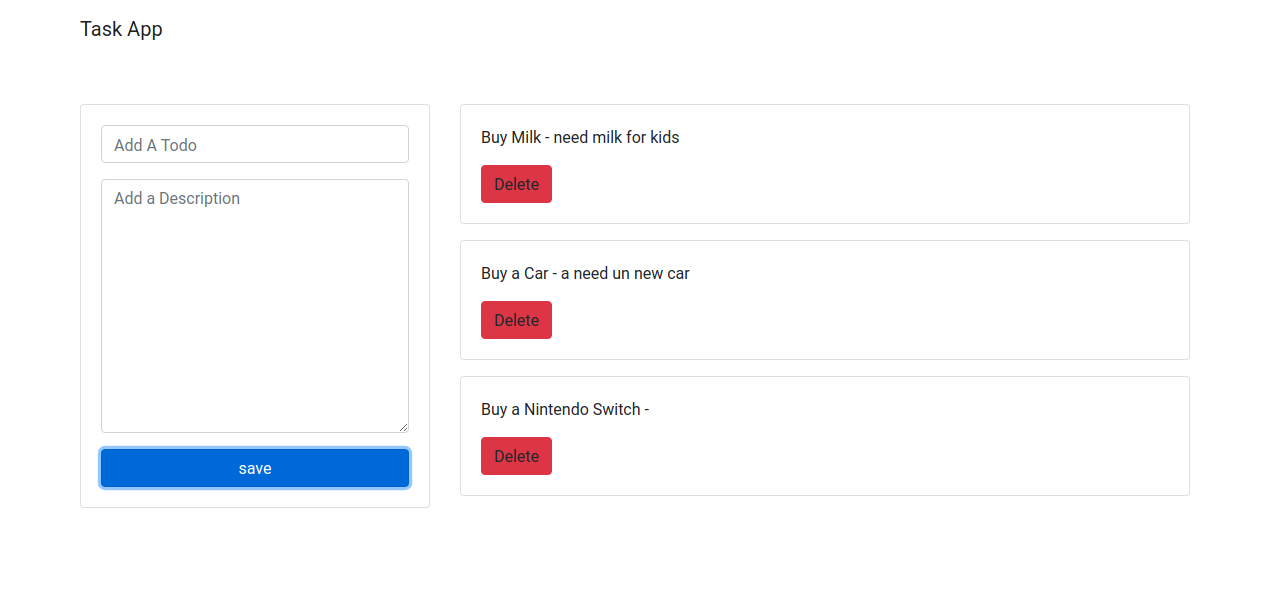 Task App
Add A Todo
Add a Description
save
Buy Milk - need milk for kids
Delete
Buy a Car - a need un new car
Delete
Buy a Nintendo Switch -
Delete